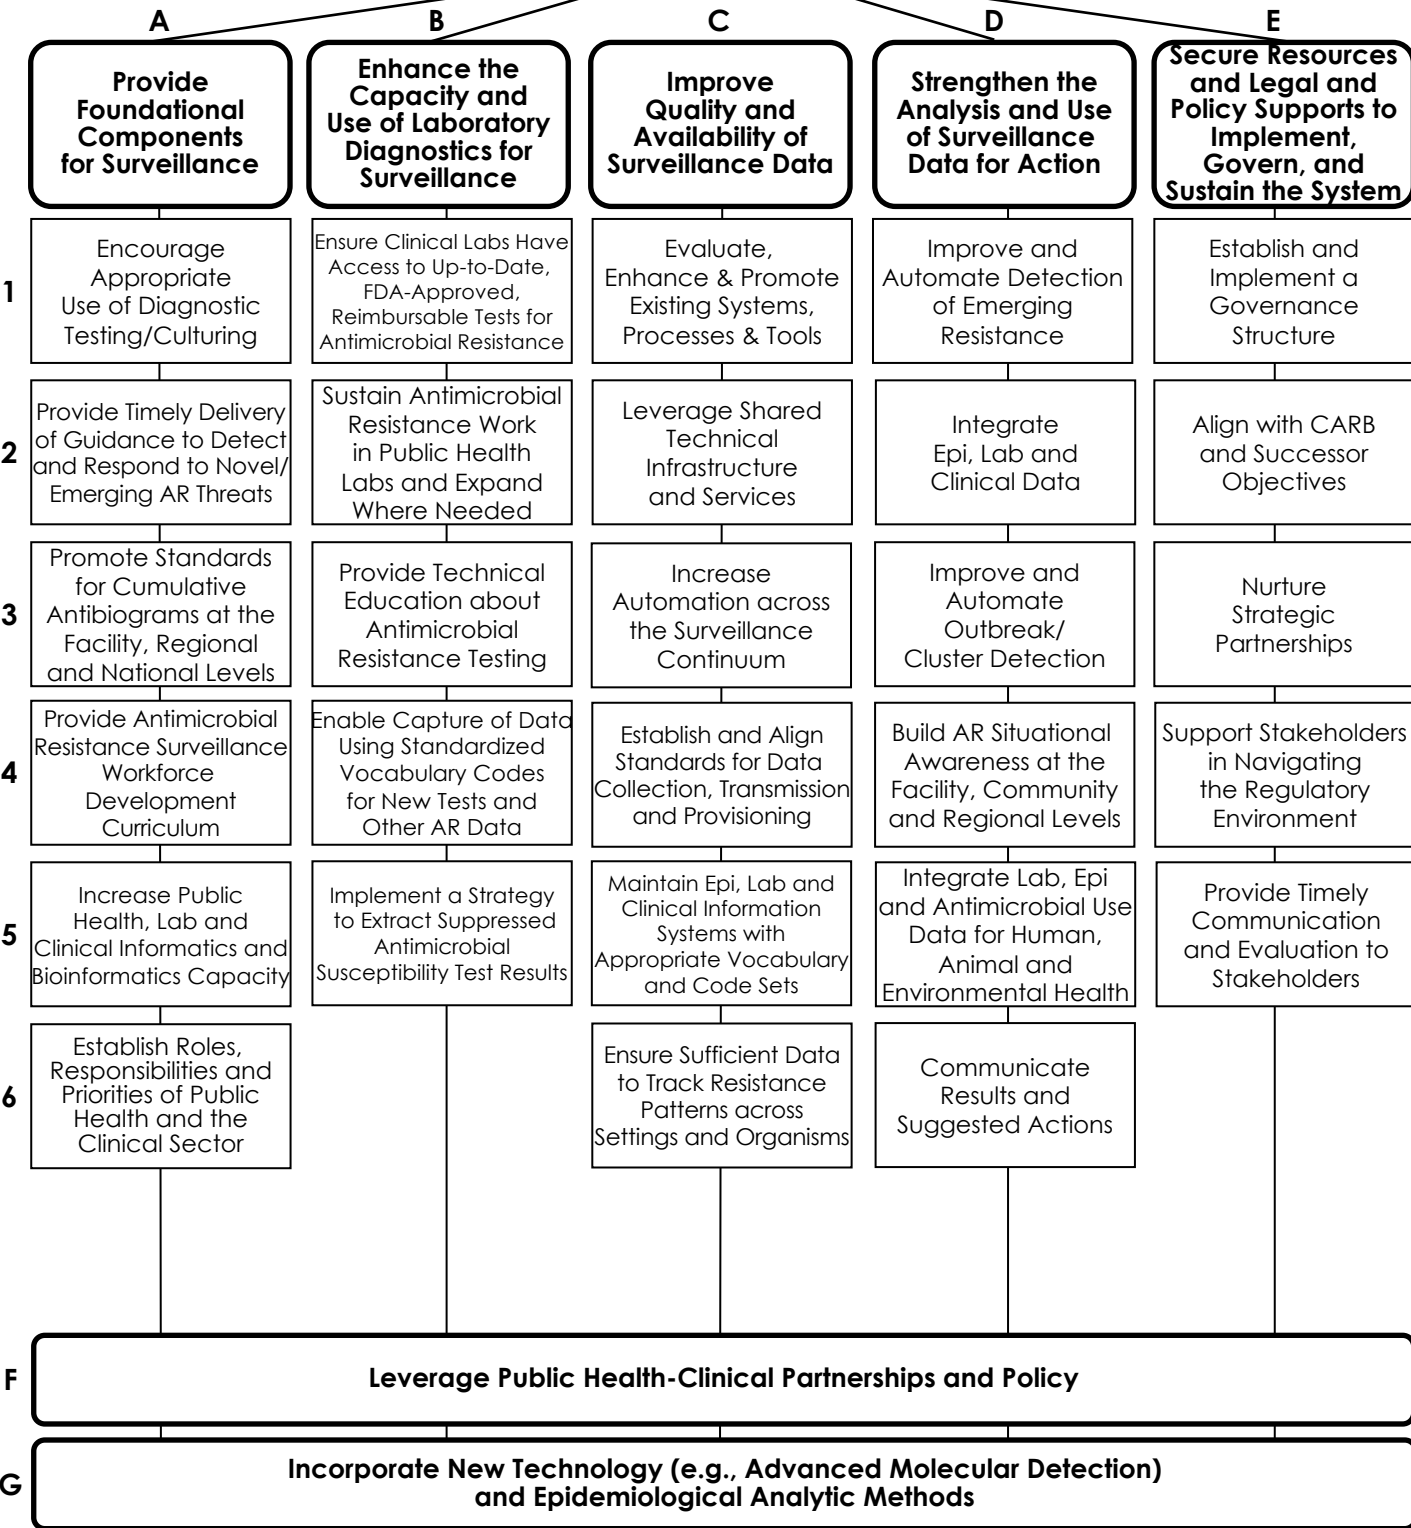 A
B
C
D
E
Provide
Foundational
Components
for Surveillance
Enhance the
Capacity and
Use of Laboratory
Diagnostics for
Surveillance
Improve
Quality and
Availability of
Surveillance Data
Strengthen the
Analysis and Use
of Surveillance
Data for Action
Secure Resources
and Legal and
Policy Supports to
Implement,
Govern, and
Sustain the System
1
Encourage
Appropriate
Use of Diagnostic
Testing/Culturing
Ensure Clinical Labs Have
Access to Up-to-Date,
FDA-Approved,
Reimbursable Tests for
Antimicrobial Resistance
Evaluate,
Enhance & Promote
Existing Systems,
Processes & Tools
Improve and
Automate Detection
of Emerging
Resistance
Establish and
Implement a
Governance
Structure
2
Provide Timely Delivery
of Guidance to Detect
and Respond to Novel/
Emerging AR Threats
Sustain Antimicrobial
Resistance Work
in Public Health
Labs and Expand
Where Needed
Leverage Shared
Technical
Infrastructure
and Services
Integrate
Epi, Lab and
Clinical Data
Align with CARB
and Successor
Objectives
3
Promote Standards
for Cumulative
Antibiograms at the
Facility, Regional
and National Levels
Provide Technical
Education about
Antimicrobial
Resistance Testing
Increase
Automation across
the Surveillance
Continuum
Improve and
Automate
Outbreak/
Cluster Detection
Nurture
Strategic
Partnerships
4
Provide Antimicrobial
Resistance Surveillance
Workforce
Development
Curriculum
Enable Capture of Data
Using Standardized
Vocabulary Codes
for New Tests and
Other AR Data
Establish and Align
Standards for Data
Collection, Transmission
and Provisioning
Build AR Situational
Awareness at the
Facility, Community
and Regional Levels
Support Stakeholders
in Navigating
the Regulatory
Environment
5
Increase Public
Health, Lab and
Clinical Informatics and
Bioinformatics Capacity
Implement a Strategy
to Extract Suppressed
Antimicrobial
Susceptibility Test Results
Maintain Epi, Lab and
Clinical Information
Systems with
Appropriate Vocabulary
and Code Sets
Integrate Lab, Epi
and Antimicrobial Use
Data for Human,
Animal and
Environmental Health
Provide Timely
Communication
and Evaluation to
Stakeholders
6
Establish Roles,
Responsibilities and
Priorities of Public
Health and the
Clinical Sector
Ensure Sufficient Data
to Track Resistance
Patterns across
Settings and Organisms
Communicate
Results and
Suggested Actions
F
Leverage Public Health-Clinical Partnerships and Policy
G
Incorporate New Technology (e.g., Advanced Molecular Detection)
and Epidemiological Analytic Methods